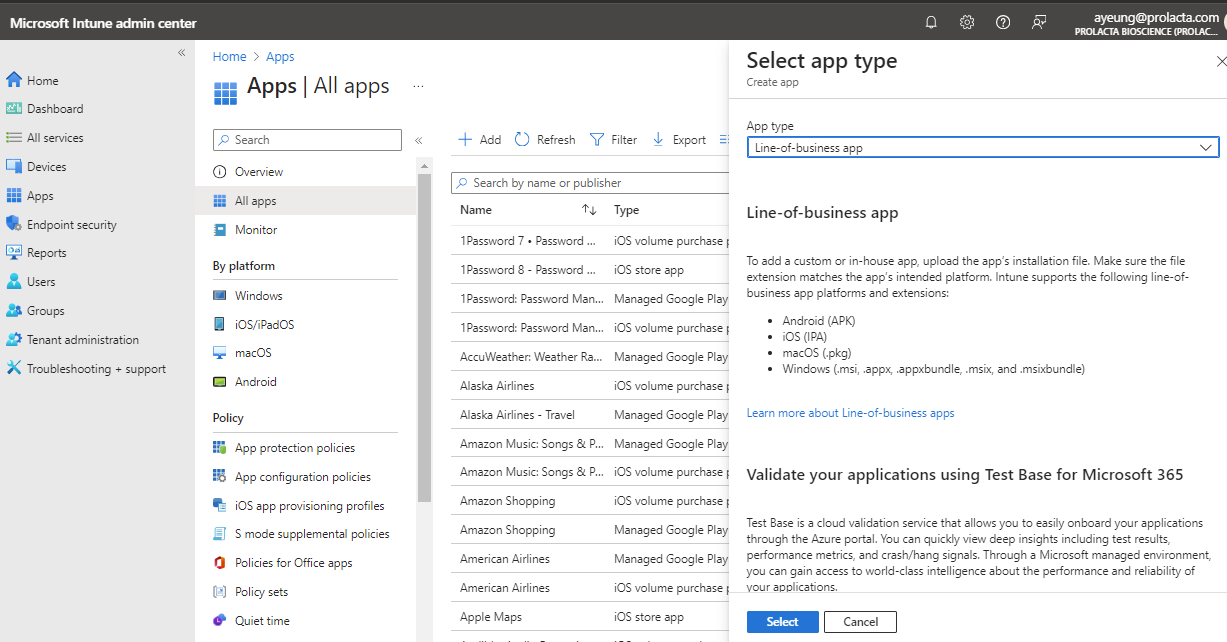 Microsoft Intune admin center
ayeung@prolacta.com
PROLACTA BIOSCIENCE (PROLAC...
«
Home
Dashboard
All services
Devices
Apps
Endpoint security
Reports
Users
Groups
Tenant administration
Troubleshooting + support
Home > Apps
Apps | All apps ...
Search
«
Overview
All apps
Monitor
By platform
Windows
iOS/iPadOS
macOS
Android
Policy
App protection policies
App configuration policies
iOS app provisioning profiles
S mode supplemental policies
Policies for Office apps
Policy sets
Quiet time
+ Add Refresh Filter Export
Search by name or publisher
Name ↑↓ Type
1Password 7 • Password ... iOS volume purchase p
1Password 8 - Password ... iOS store app
1Password: Password Man... Managed Google Play
1Password: Password Man... Managed Google Play
AccuWeather: Weather Ra... Managed Google Play
Alaska Airlines iOS volume purchase p
Alaska Airlines - Travel Managed Google Play
Amazon Music: Songs & P... Managed Google Play
Amazon Music: Songs & P... iOS volume purchase p
Amazon Shopping iOS volume purchase p
Amazon Shopping Managed Google Play
American Airlines Managed Google Play
American Airlines iOS volume purchase p
Apple Maps iOS store app
Select app type
Create app
App type
Line-of-business app
Line-of-business app
To add a custom or in-house app, upload the app's installation file. Make sure the file
extension matches the app's intended platform. Intune supports the following line-of-
business app platforms and extensions:
• Android (APK)
• iOS (IPA)
• macOS (.pkg)
• Windows (.msi, .appx, .appxbundle, .msix, and .msixbundle)
Learn more about Line-of-business apps
Validate your applications using Test Base for Microsoft 365
Test Base is a cloud validation service that allows you to easily onboard your applications
through the Azure portal. You can quickly view deep insights including test results,
performance metrics, and crash/hang signals. Through a Microsoft managed environment,
you can gain access to world-class intelligence about the performance and reliability of
your applications.
Select Cancel